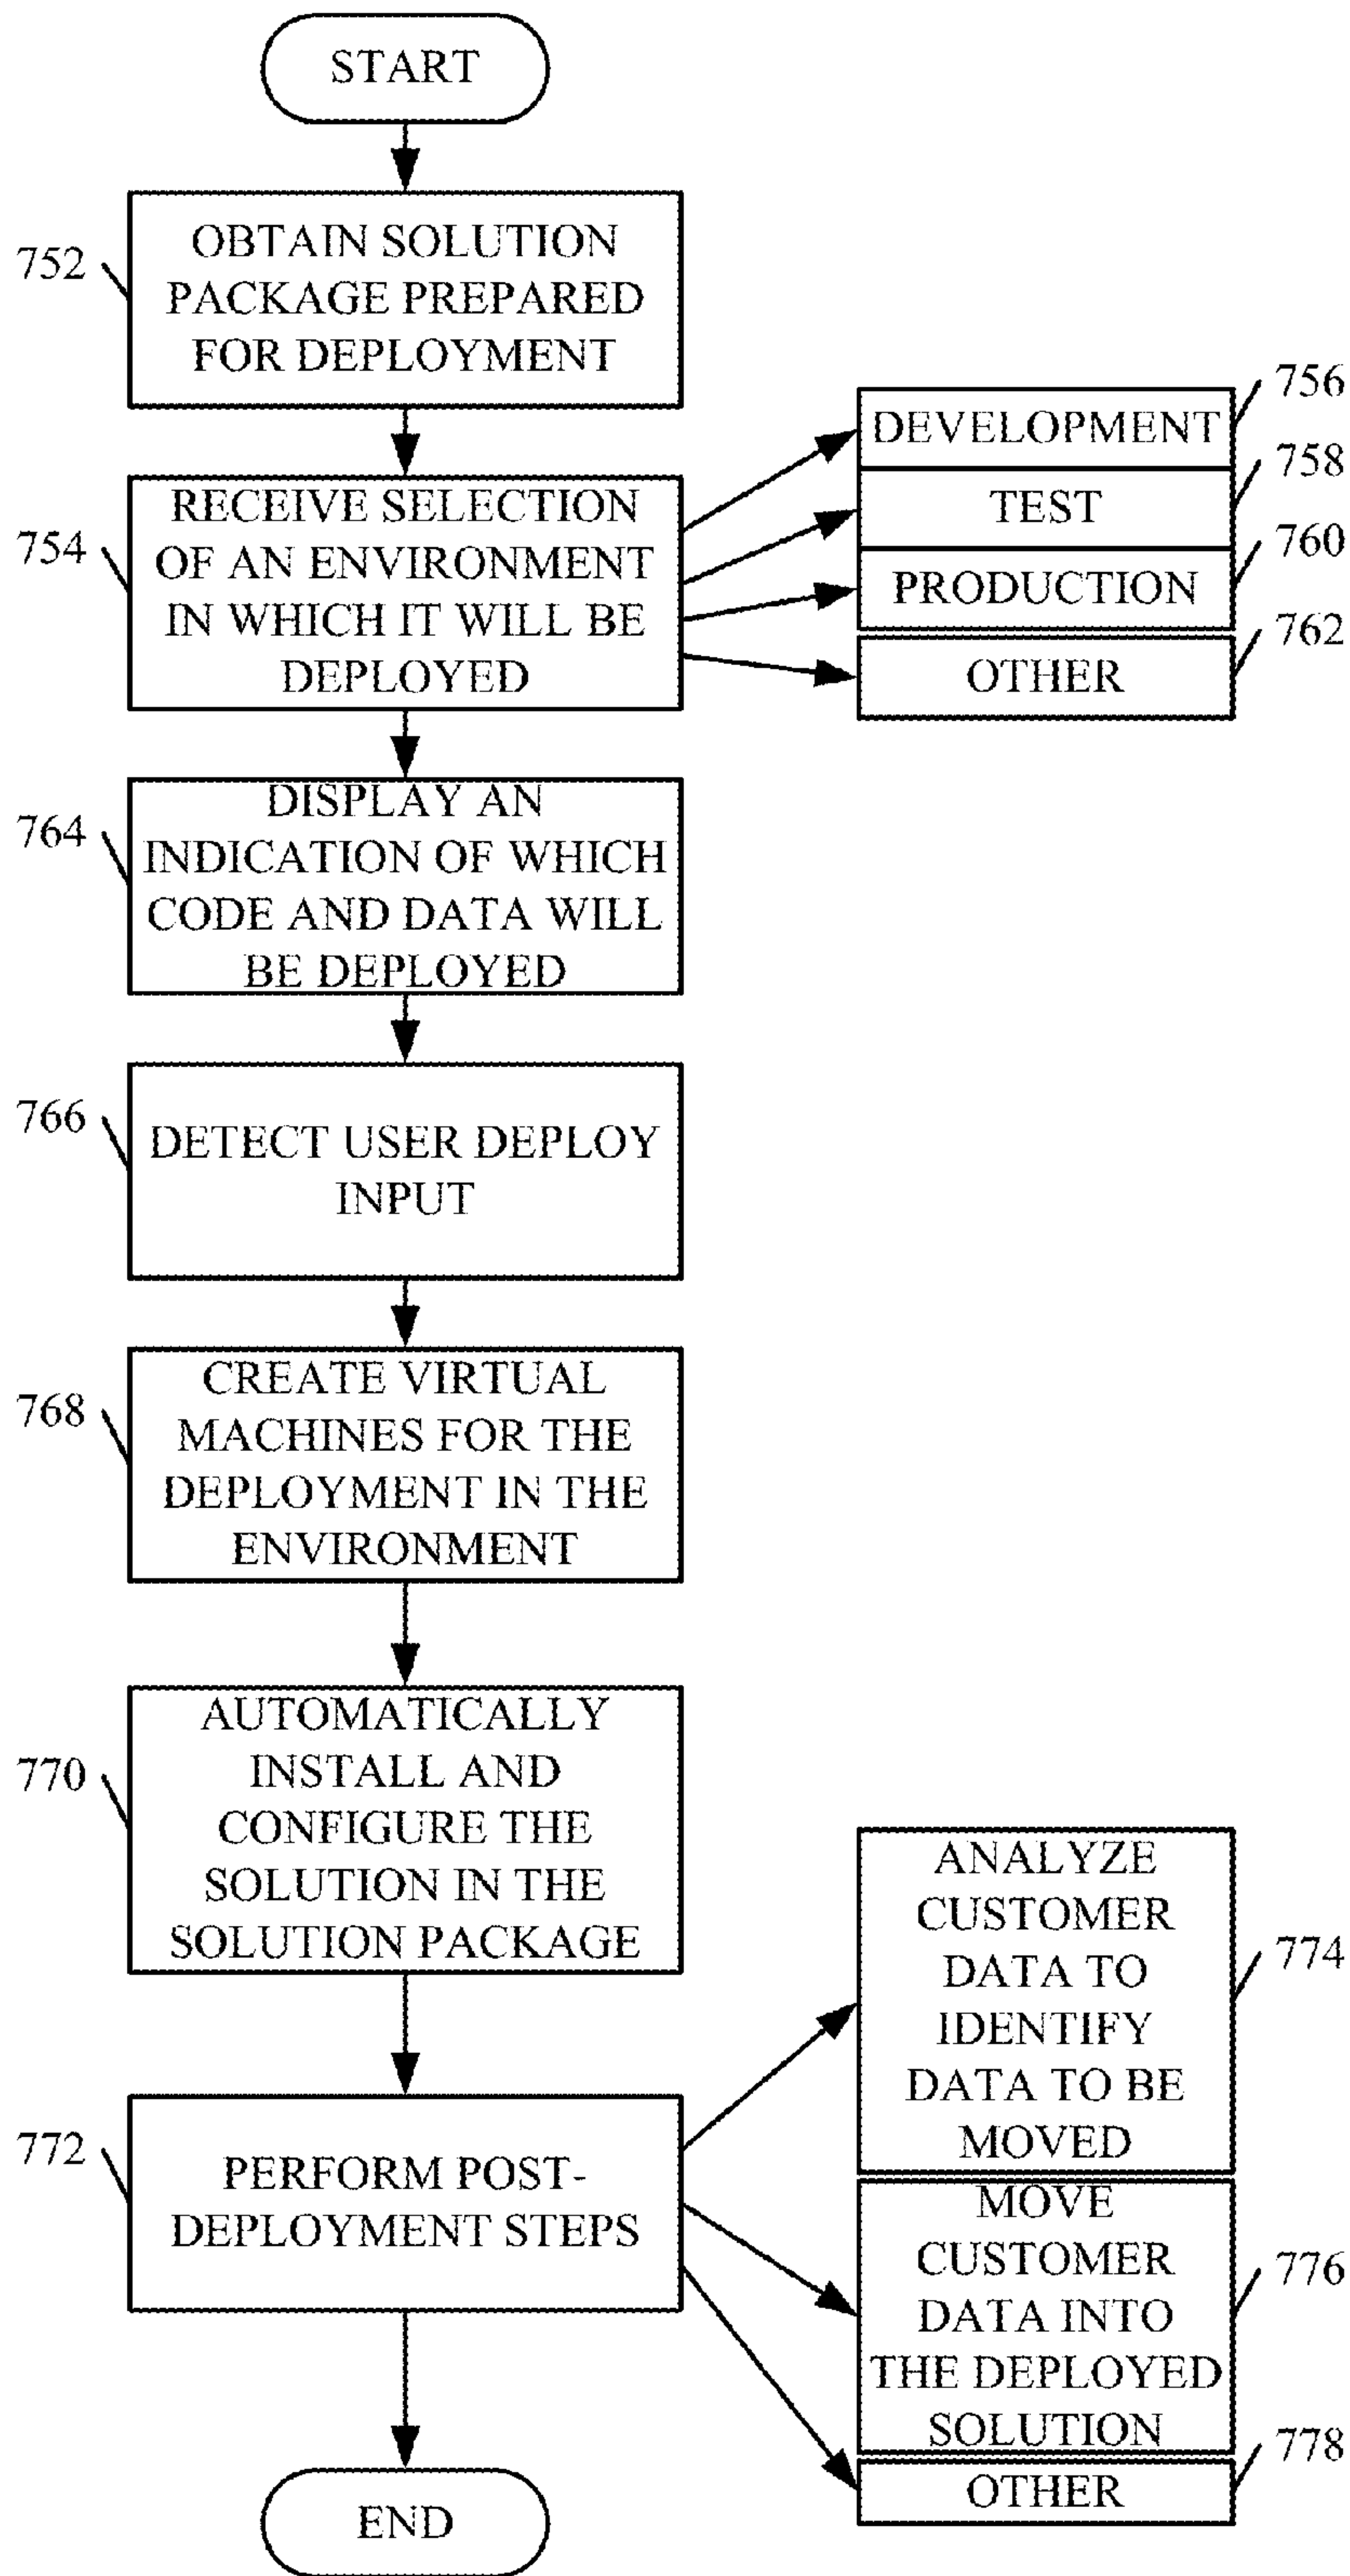 START
752
OBTAIN SOLUTION
PACKAGE PREPARED
FOR DEPLOYMENT
754
RECEIVE SELECTION
OF AN ENVIRONMENT
IN WHICH IT WILL BE
DEPLOYED
DEVELOPMENT
756
TEST
758
PRODUCTION
760
OTHER
762
764
DISPLAY AN
INDICATION OF WHICH
CODE AND DATA WILL
BE DEPLOYED
766
DETECT USER DEPLOY
INPUT
768
CREATE VIRTUAL
MACHINES FOR THE
DEPLOYMENT IN THE
ENVIRONMENT
770
AUTOMATICALLY
INSTALL AND
CONFIGURE THE
SOLUTION IN THE
SOLUTION PACKAGE
772
PERFORM POST-
DEPLOYMENT STEPS
ANALYZE
CUSTOMER
DATA TO
IDENTIFY
DATA TO BE
MOVED
774
MOVE
CUSTOMER
DATA INTO
THE DEPLOYED
SOLUTION
776
OTHER
778
END